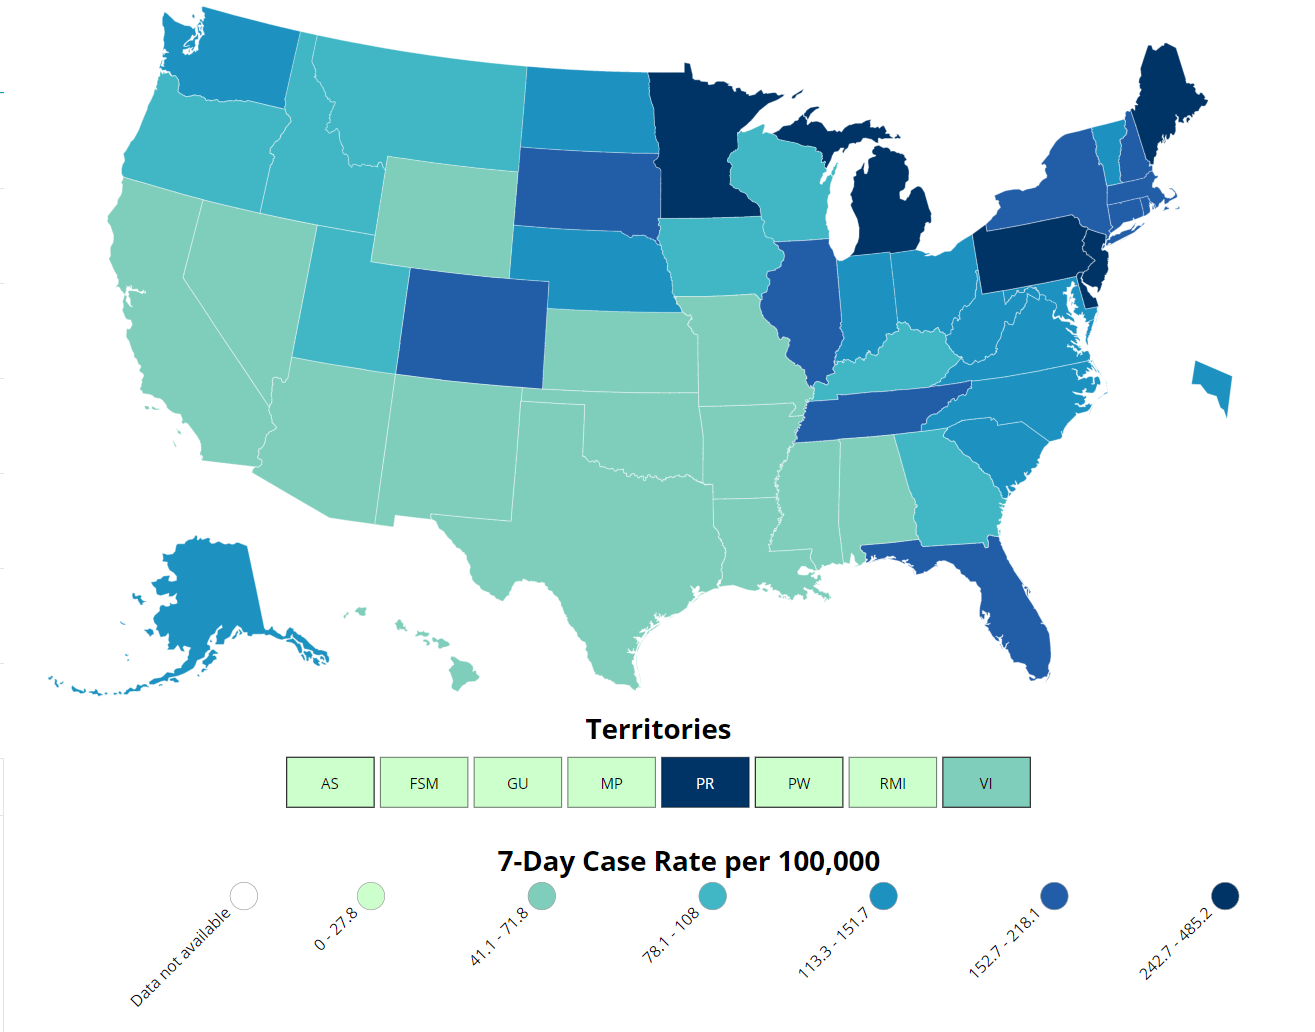 Territories
AS
FSM
GU
MP
PR
PW
RMI
VI
7-Day Case Rate per 100,000
Data not available
0 - 27.8
41.1 - 71.8
78.1 - 108
113.3 - 151.7
152.7 - 218.1
242.7 - 485.2